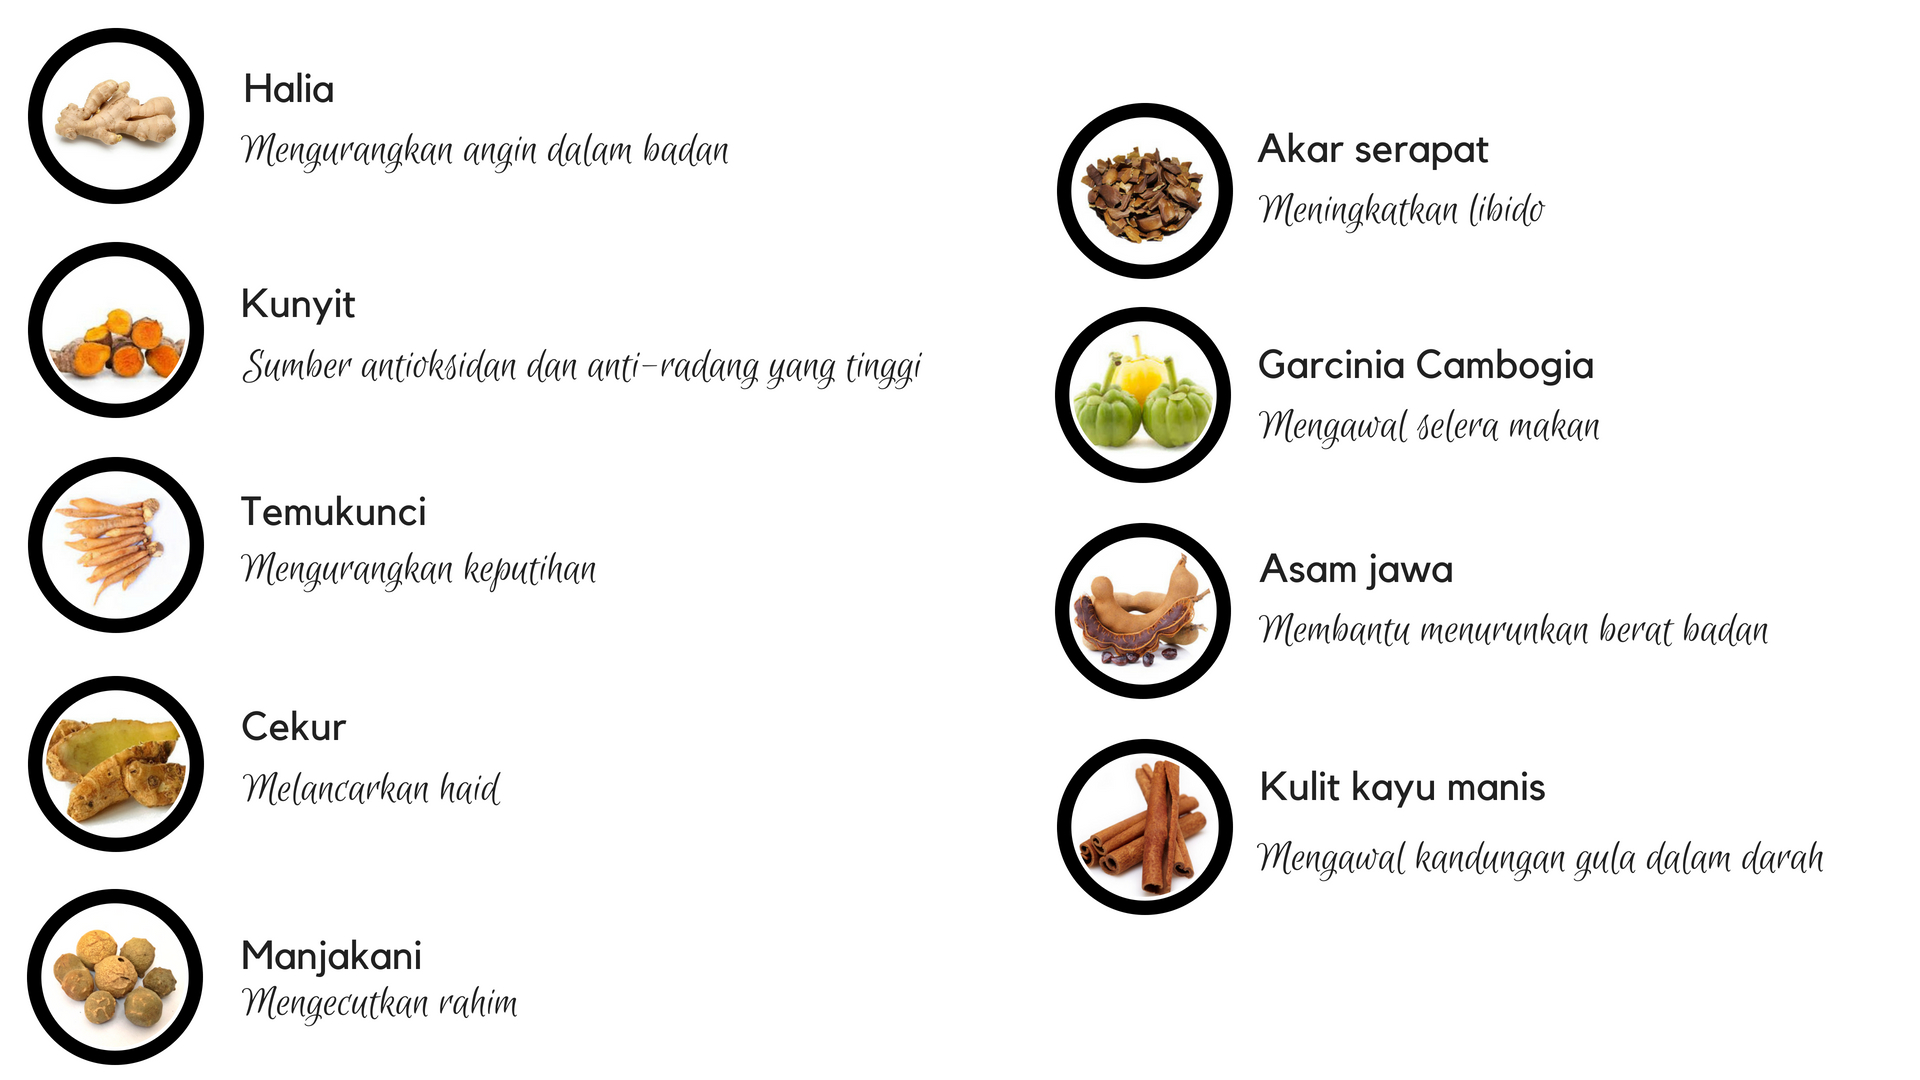 Halia
Mengurangkan angin dalam badan
Kunyit
Sumber antioksidan dan anti-radang yang tinggi
Temukunci
Mengurangkan keputihan
Cekur
Melancarkan haid
Manjakani
Mengecutkan rahim
Akar serapat
Meningkatkan libido
Garcinia Cambogia
Mengawal selera makan
Asam jawa
Membantu menurunkan berat badan
Kulit kayu manis
Mengawal kandungan gula dalam darah